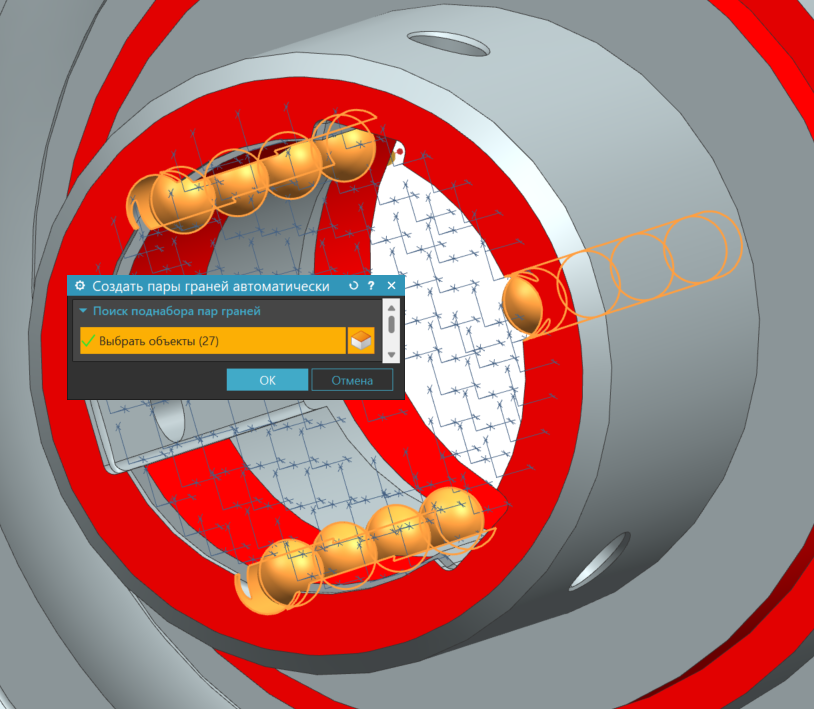 Создать пары граней автоматически
Поиск поднабора пар граней
Выбрать объекты (27)
ОК Отмена